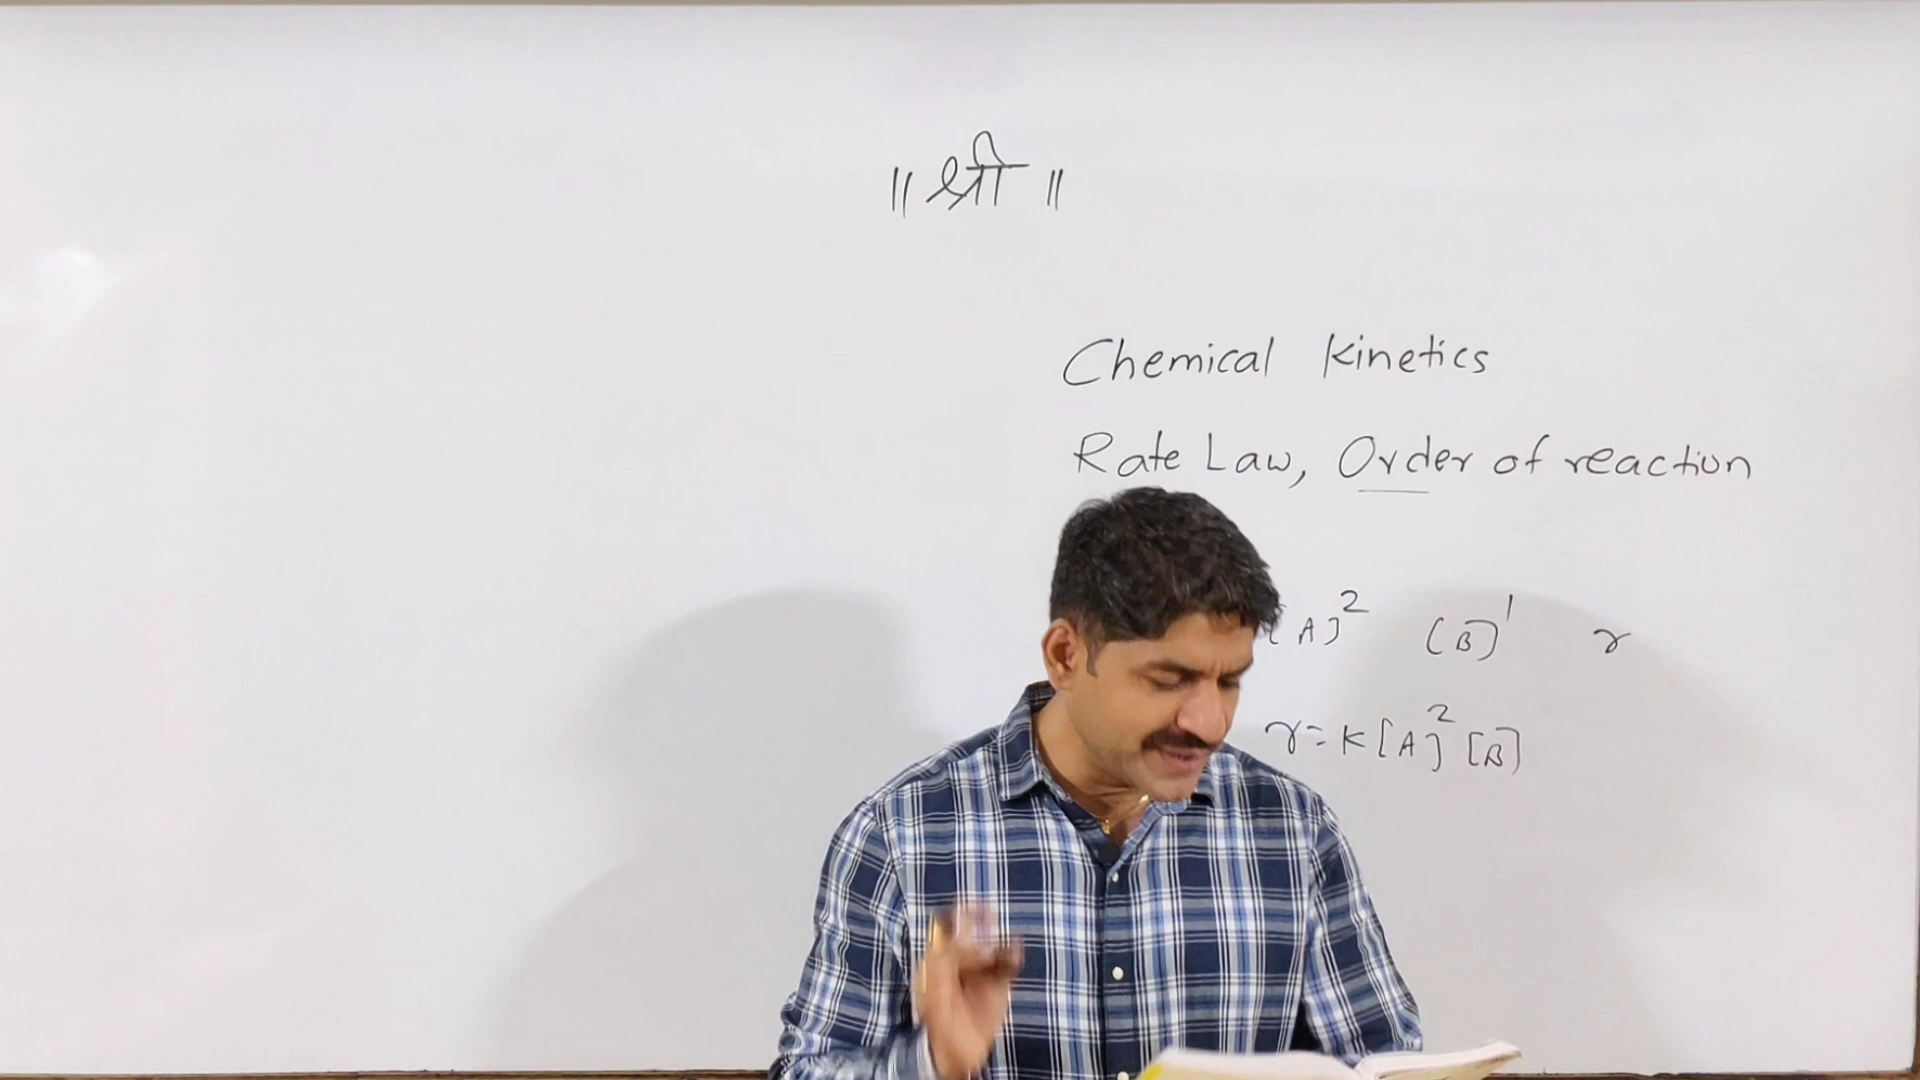 ॥ श्री ॥
Chemical Kinetics
Rate Law, Order of reaction
[A]² [B]¹ r
r = K[A]² [B]